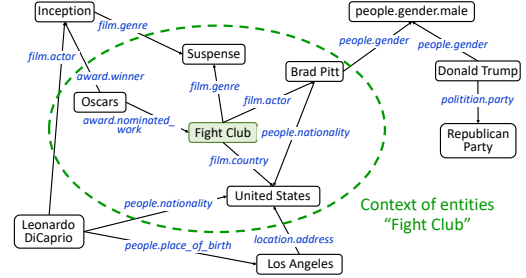 Inception
people.gender.male
film.genre
people.gender
people.gender
Suspense
film.actor
Brad Pitt
Donald Trump
award.winner
film.genre
Oscars
film.actor
polititian.party
award.nominated_
work
Fight Club
people.nationality
Republican
Party
film.country
people.nationality
United States
Context of entities
“Fight Club”
Leonardo
DiCaprio
people.place_of_birth
location.address
Los Angeles